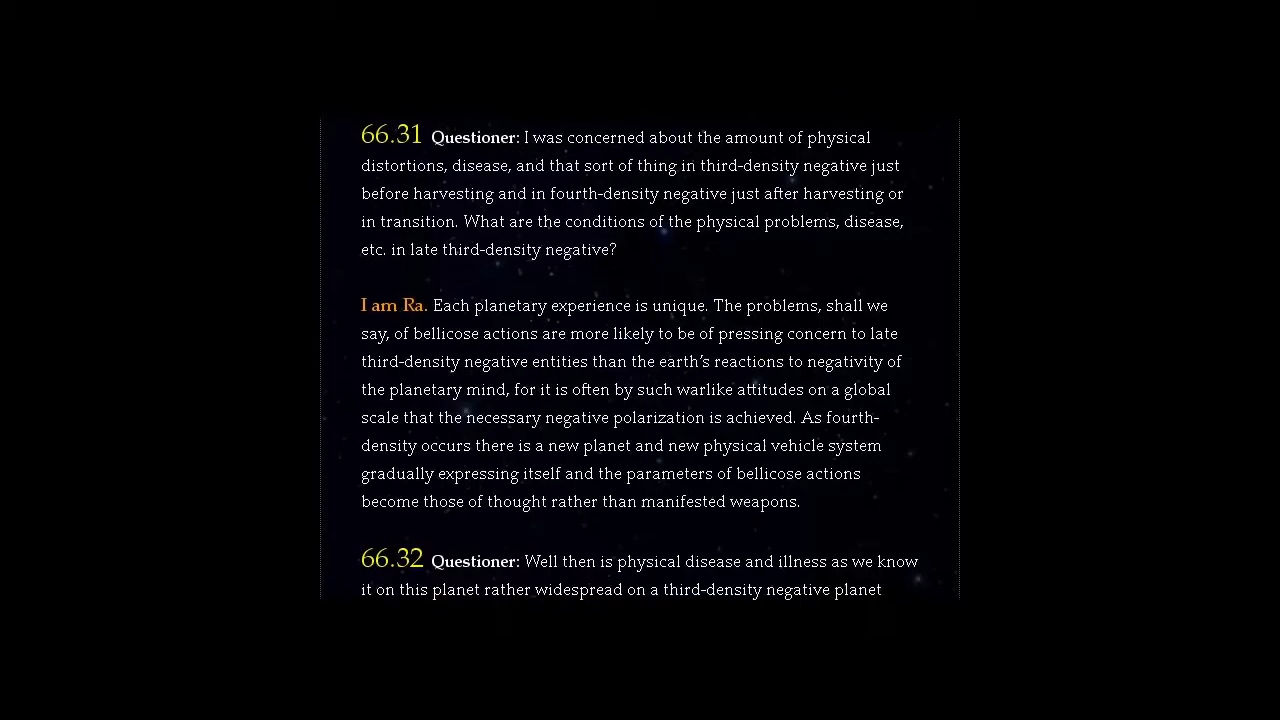 66.31 Questioner: I was concerned about the amount of physical
distortions, disease, and that sort of thing in third-density negative just
before harvesting and in fourth-density negative just after harvesting or
in transition. What are the conditions of the physical problems, disease,
etc. in late third-density negative?
I am Ra. Each planetary experience is unique. The problems, shall we
say, of bellicose actions are more likely to be of pressing concern to late
third-density negative entities than the earth’s reactions to negativity of
the planetary mind, for it is often by such warlike attitudes on a global
scale that the necessary negative polarization is achieved. As fourth-
density occurs there is a new planet and new physical vehicle system
gradually expressing itself and the parameters of bellicose actions
become those of thought rather than manifested weapons.
66.32 Questioner: Well then is physical disease and illness as we know
it on this planet rather widespread on a third-density negative planet